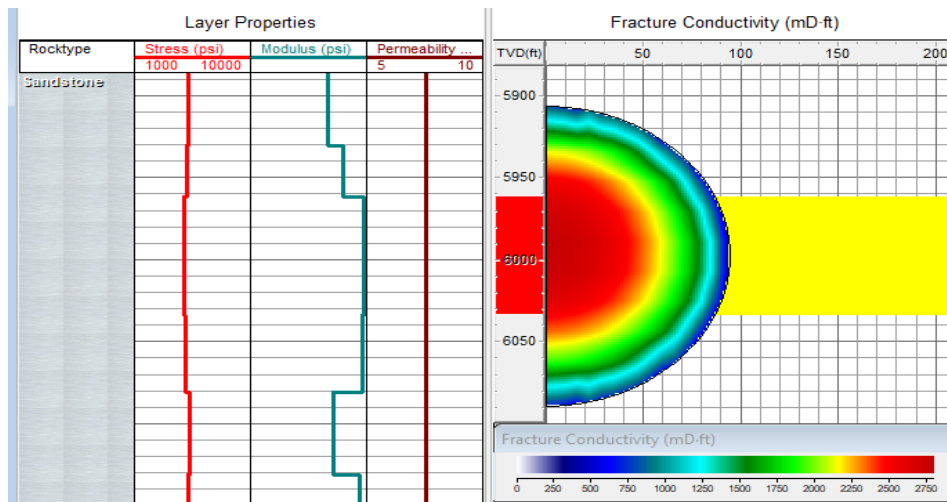 Layer Properties
Rocktype Stress (psi) Modulus (psi) Permeability ...
1000 10000 5 10
Sandstone
Fracture Conductivity (mD·ft)
TVD(ft) 50 100 150 200
5900
5950
6000
6050
Fracture Conductivity (mD·ft)
0 250 500 750 1000 1250 1550 1750 2000 2250 2500 2750